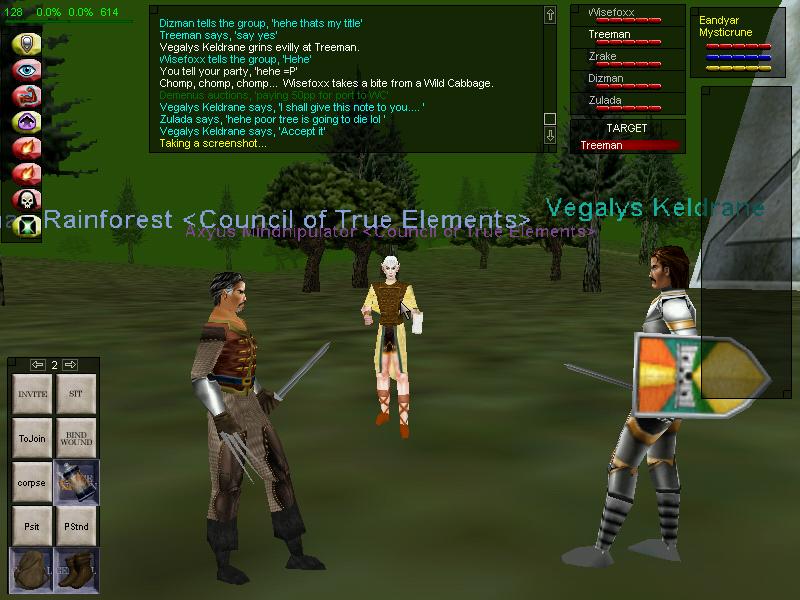 128 0.0% 0.0% 614
Dizman tells the group, 'hehe thats my title'
Treeman says, 'say yes'
Vegalys Keldrane grins evilly at Treeman.
Wisefoxx tells the group, 'Hehe'
You tell your party, 'hehe =P'
Chomp, chomp, chomp... Wisefoxx takes a bite from a Wild Cabbage.
Demenus auctions, 'paying 50pp for port to WC'
Vegalys Keldrane says, 'I shall give this note to you.... '
Zulada says, 'hehe poor tree is going to die lol '
Vegalys Keldrane says, 'Accept it'
Taking a screenshot...
Wisefoxx
Treeman
Zrake
Dizman
Zulada
TARGET
Treeman
Eandyar
Mysticrune
Rainforest <Council of True Elements>
Vegalys Keldrane
Axyus Mindhipulator <Council of True Elements>
2
INVITE SIT
ToJoin BIND WOUND
corpse
Psit PStnd